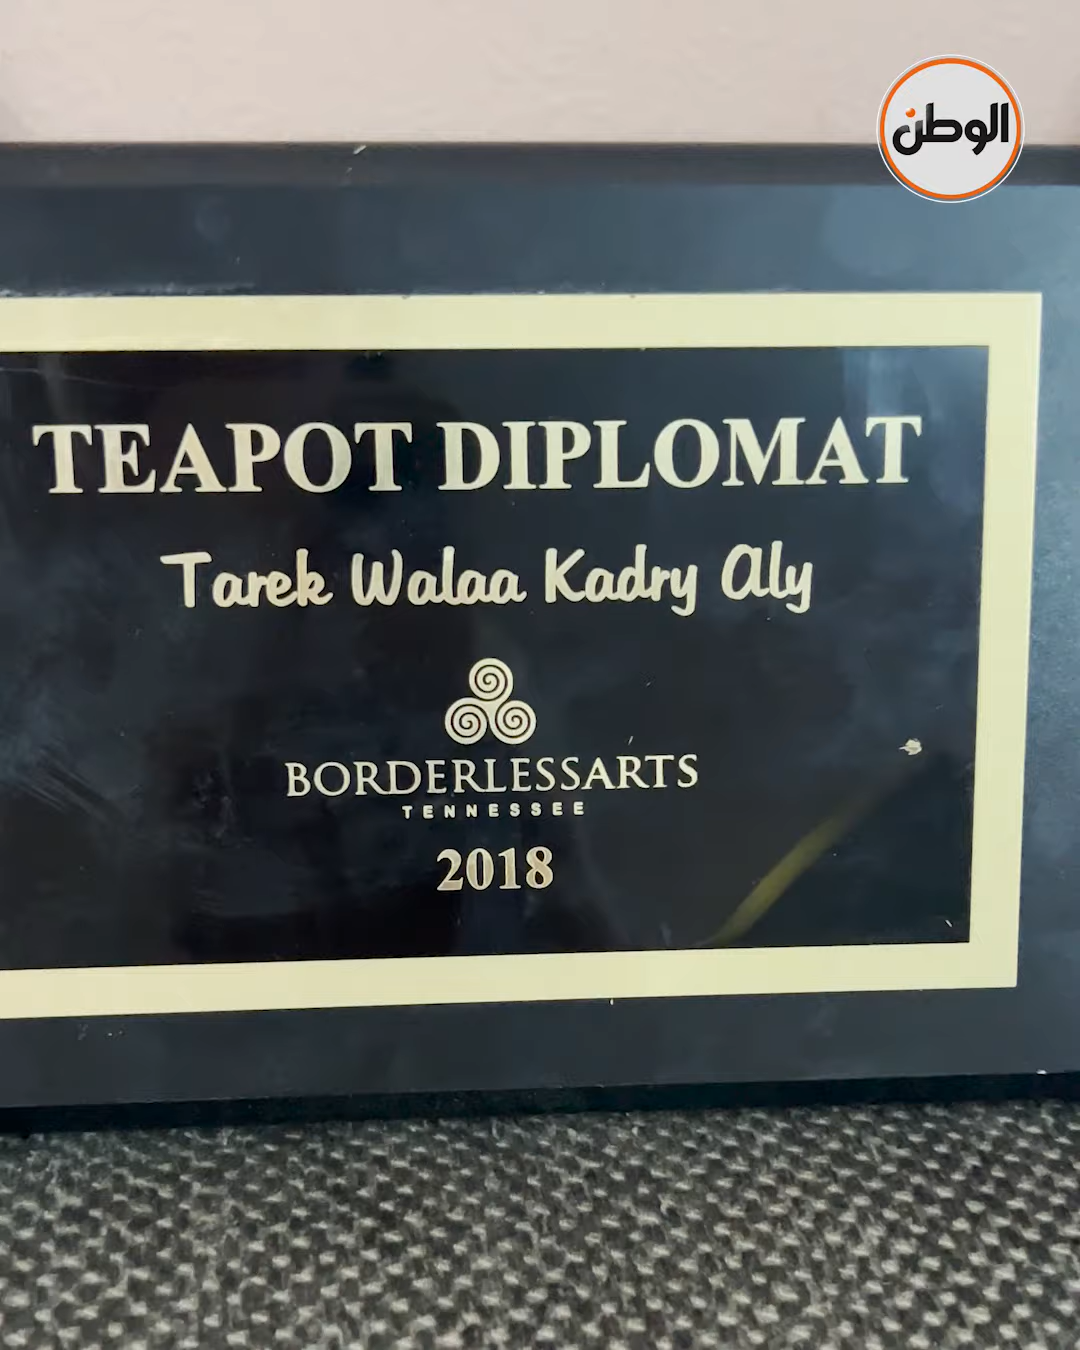 الوطن
TEAPOT DIPLOMAT
Tarek Walaa Kadry Aly
BORDERLESSARTS
TENNESSEE
2018